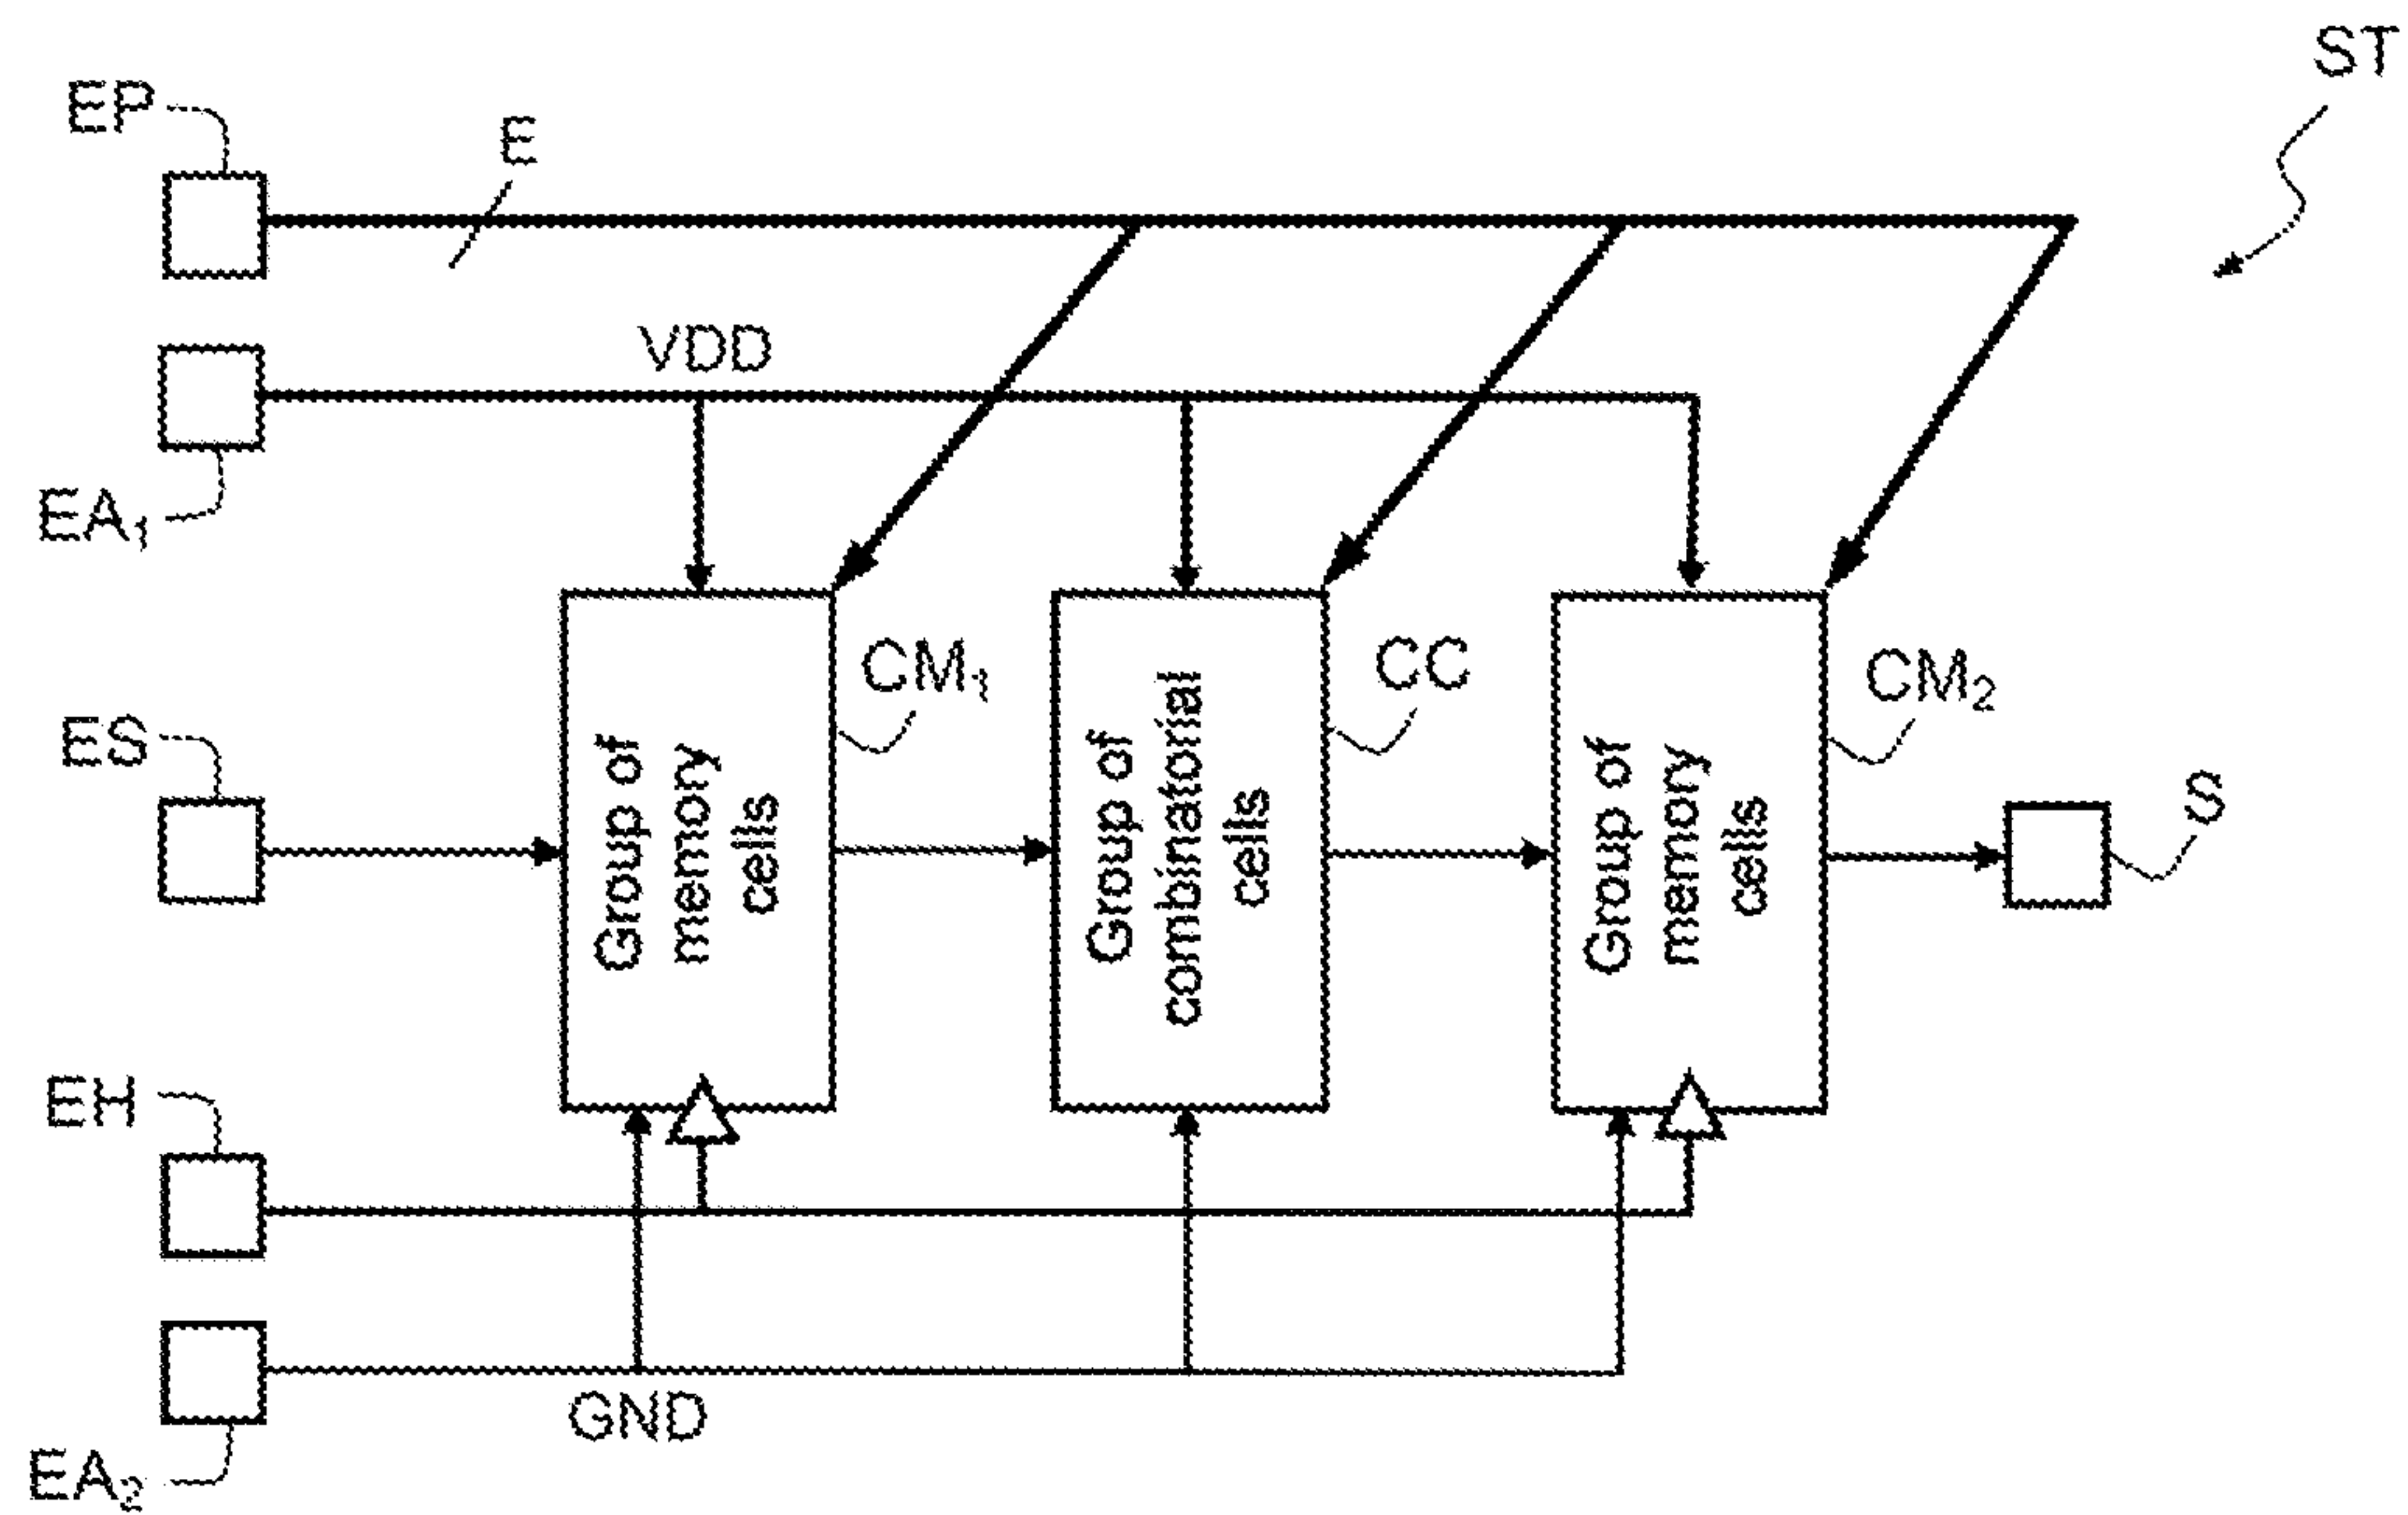 ST
EP
E
VDD
EA₁
CM₁
CC
CM₂
ES
Group of
memory
cells
Group of
combinatorial
cells
Group of
memory
cells
S
EH
GND
EA₂